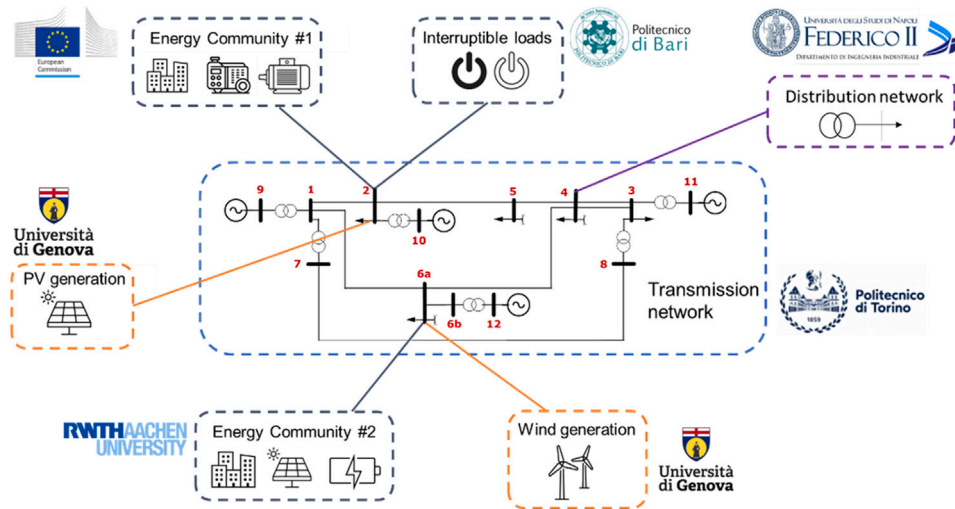 European
Commission
Energy Community #1
Interruptible loads
Politecnico
di Bari
UNIVERSITÀ DEGLI STUDI DI NAPOLI
FEDERICO II
DIPARTIMENTO DI INGEGNERIA INDUSTRIALE
Distribution network
9
1
2
5
4
3
11
10
7
8
6a
6b
12
Università
di Genova
PV generation
Transmission
network
1859
Politecnico
di Torino
RWTHAACHEN
UNIVERSITY
Energy Community #2
Wind generation
Università
di Genova